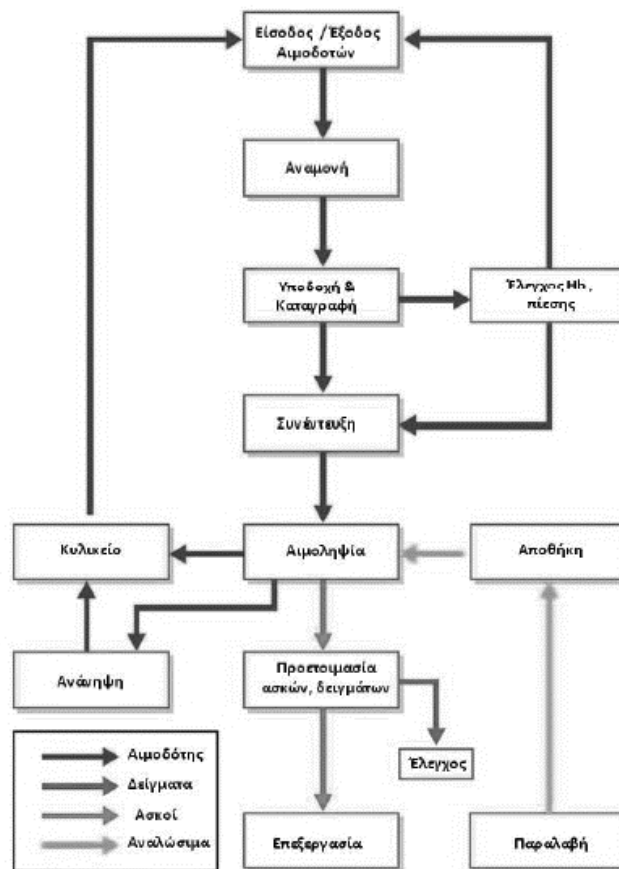 Είσοδος / Έξοδος
Αιμοδοτών
Αναμονή
Υποδοχή &
Καταγραφή
Έλεγχος Hb ,
πίεσης
Συνέντευξη
Κυλικείο
Αιμοληψία
Αποθήκη
Ανάνηψη
Προετοιμασία
ασκών, δειγμάτων
Έλεγχος
Αιμοδότης
Δείγματα
Ασκοί
Αναλώσιμα
Επεξεργασία
Παραλαβή